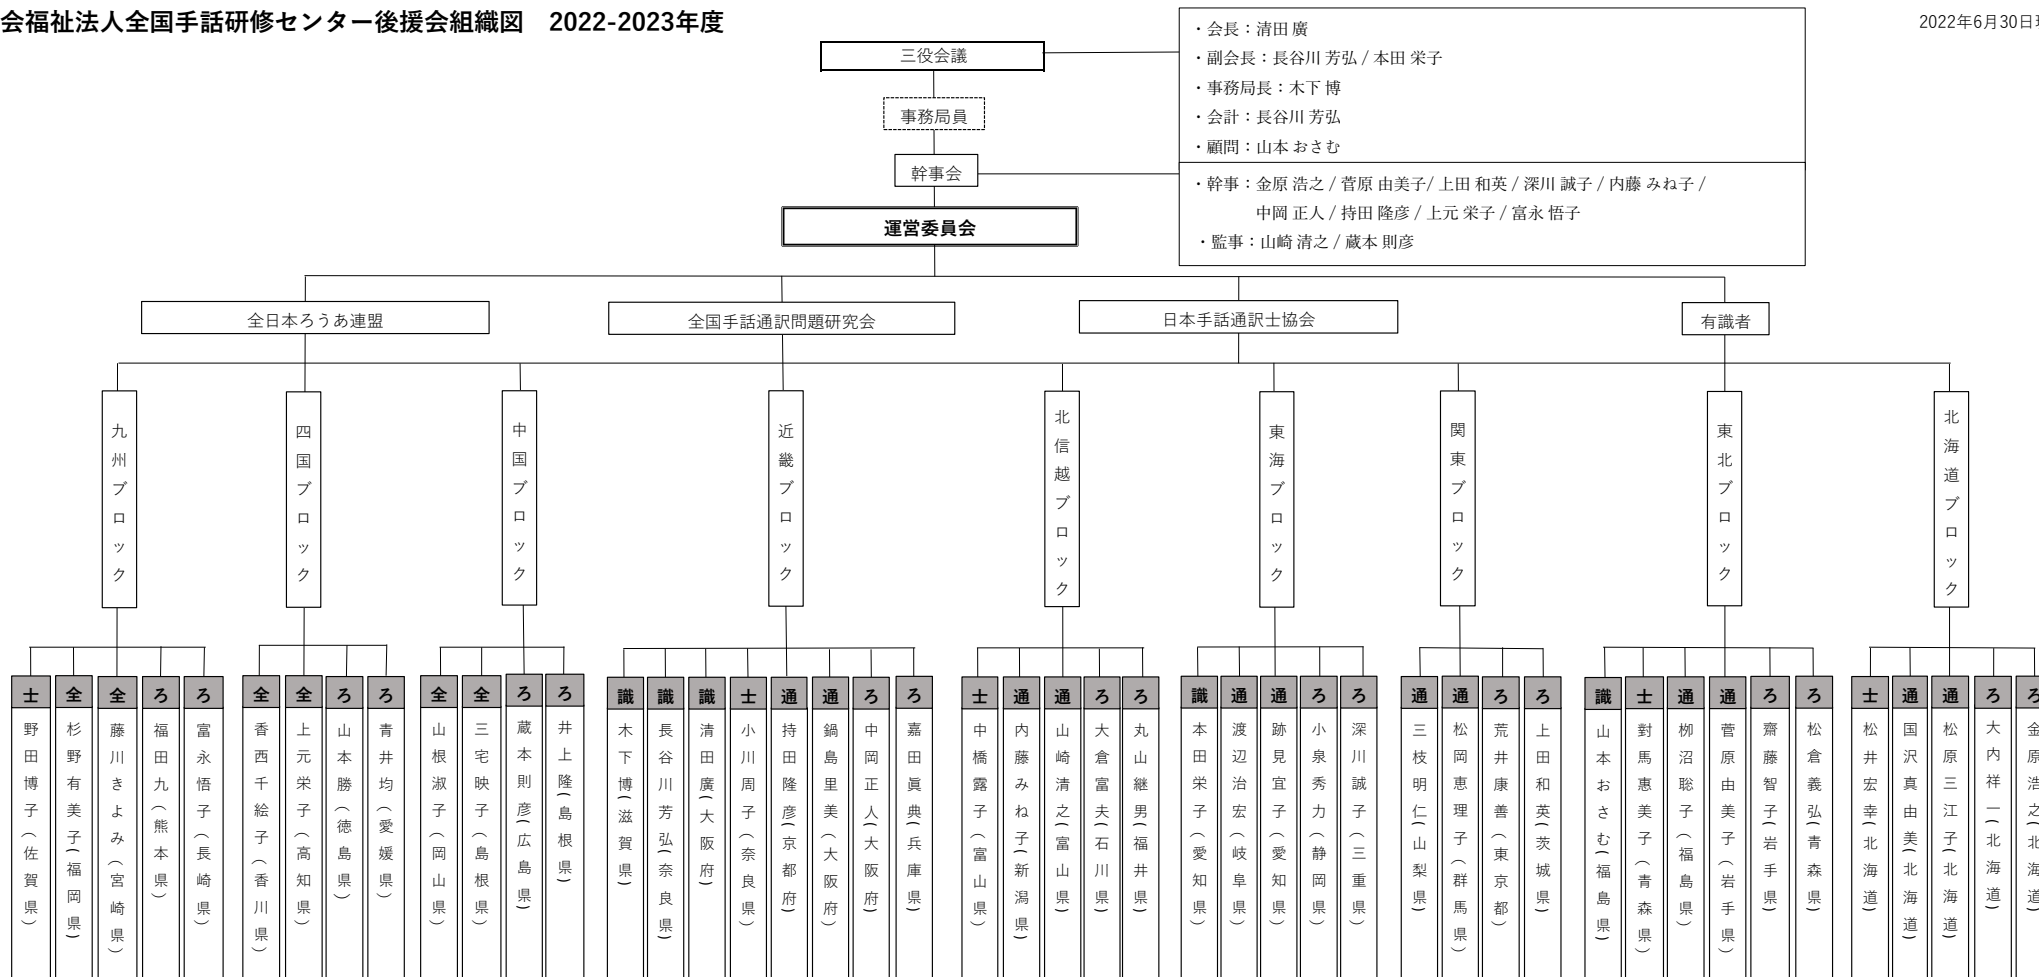 会福祉法人全国手話研修センター後援会組織図　2022-2023年度
2022年6月30日現
三役会議
・会長：清田 廣
・副会長：長谷川 芳弘 / 本田 栄子
・事務局長：木下 博
・会計：長谷川 芳弘
・顧問：山本 おさむ
事務局員
幹事会
・幹事：金原 浩之 / 菅原 由美子/ 上田 和英 / 深川 誠子 / 内藤 みね子 /
中岡 正人 / 持田 隆彦 / 上元 栄子 / 富永 悟子
・監事：山崎 清之 / 蔵本 則彦
運営委員会
全日本ろうあ連盟
全国手話通訳問題研究会
日本手話通訳士協会
有識者
九州ブロック
四国ブロック
中国ブロック
近畿ブロック
北信越ブロック
東海ブロック
関東ブロック
東北ブロック
北海道ブロック
士 野田博子(佐賀県)
全 杉野有美子(福岡県)
全 藤川きよみ(宮崎県)
ろ 福田九(熊本県)
ろ 富永悟子(長崎県)
全 香西千絵子(香川県)
全 上元栄子(高知県)
ろ 山本勝(徳島県)
ろ 青井均(愛媛県)
全 山根淑子(岡山県)
全 三宅映子(島根県)
ろ 蔵本則彦(広島県)
ろ 井上隆(島根県)
識 木下博(滋賀県)
識 長谷川芳弘(奈良県)
識 清田廣(大阪府)
士 小川周子(奈良県)
通 持田隆彦(京都府)
通 鍋島里美(大阪府)
ろ 中岡正人(大阪府)
ろ 嘉田眞典(兵庫県)
士 中橋露子(富山県)
通 内藤みね子(新潟県)
通 山崎清之(富山県)
ろ 大倉富夫(石川県)
ろ 丸山継男(福井県)
識 本田栄子(愛知県)
通 渡辺治宏(岐阜県)
通 跡見宜子(愛知県)
ろ 小泉秀力(静岡県)
ろ 深川誠子(三重県)
通 三枝明仁(山梨県)
通 松岡恵理子(群馬県)
ろ 荒井康善(東京都)
ろ 上田和英(茨城県)
識 山本おさむ(福島県)
士 對馬恵美子(青森県)
通 栁沼聡子(福島県)
通 菅原由美子(岩手県)
ろ 齋藤智子(岩手県)
ろ 松倉義弘(青森県)
士 松井宏幸(北海道)
通 国沢真由美(北海道)
通 松原三江子(北海道)
ろ 大内祥一(北海道)
ろ 金原浩之(北海道)